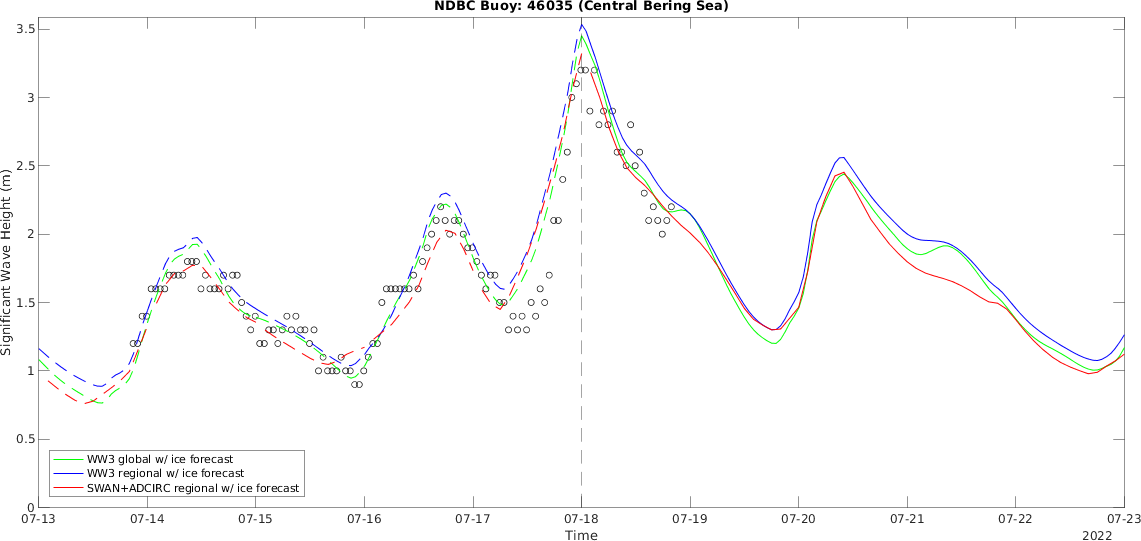 NDBC Buoy: 46035 (Central Bering Sea)
3.5
3
2.5
2
1.5
1
0.5
0
Significant Wave Height (m)
WW3 global w/ ice forecast
WW3 regional w/ ice forecast
SWAN+ADCIRC regional w/ ice forecast
07-13 07-14 07-15 07-16 07-17 07-18 07-19 07-20 07-21 07-22 07-23
Time
2022